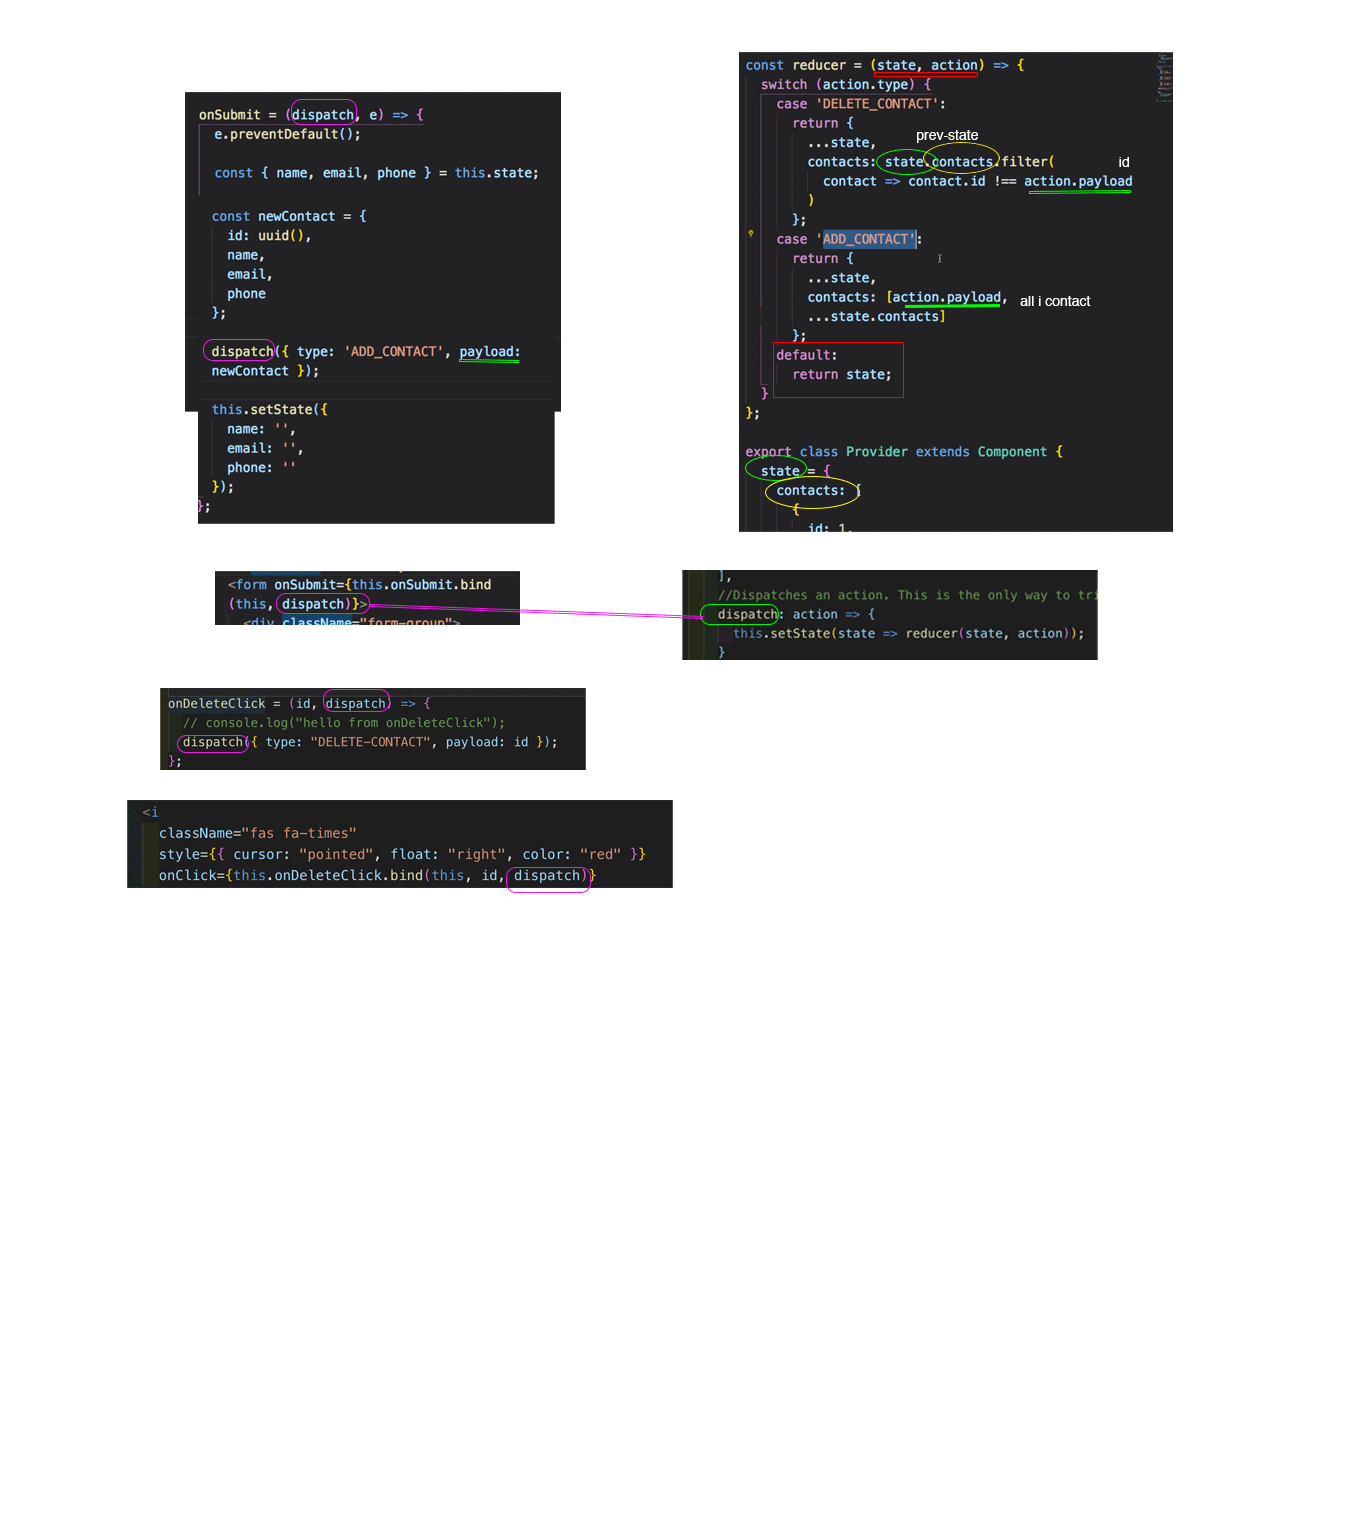 onSubmit = (dispatch, e) => {
e.preventDefault();
const { name, email, phone } = this.state;
const newContact = {
id: uuid(),
name,
email,
phone
};
dispatch({ type: 'ADD_CONTACT', payload:
newContact });
this.setState({
name: '',
email: '',
phone: ''
});
};
const reducer = (state, action) => {
switch (action.type) {
case 'DELETE_CONTACT':
return {
prev-state
...state,
contacts: state.contacts.filter(
id
contact => contact.id !== action.payload
)
};
case 'ADD_CONTACT':
return {
...state,
contacts: [action.payload,
all i contact
...state.contacts]
};
default:
return state;
}
};
export class Provider extends Component {
state = {
contacts: [
{
id: 1,
<form onSubmit={this.onSubmit.bind
(this, dispatch)}>
<div className="form-group">
],
//Dispatches an action. This is the only way to tri
dispatch: action => {
this.setState(state => reducer(state, action));
}
onDeleteClick = (id, dispatch) => {
// console.log("hello from onDeleteClick");
dispatch({ type: "DELETE-CONTACT", payload: id });
};
<i
className="fas fa-times"
style={{ cursor: "pointed", float: "right", color: "red" }}
onClick={this.onDeleteClick.bind(this, id, dispatch)}